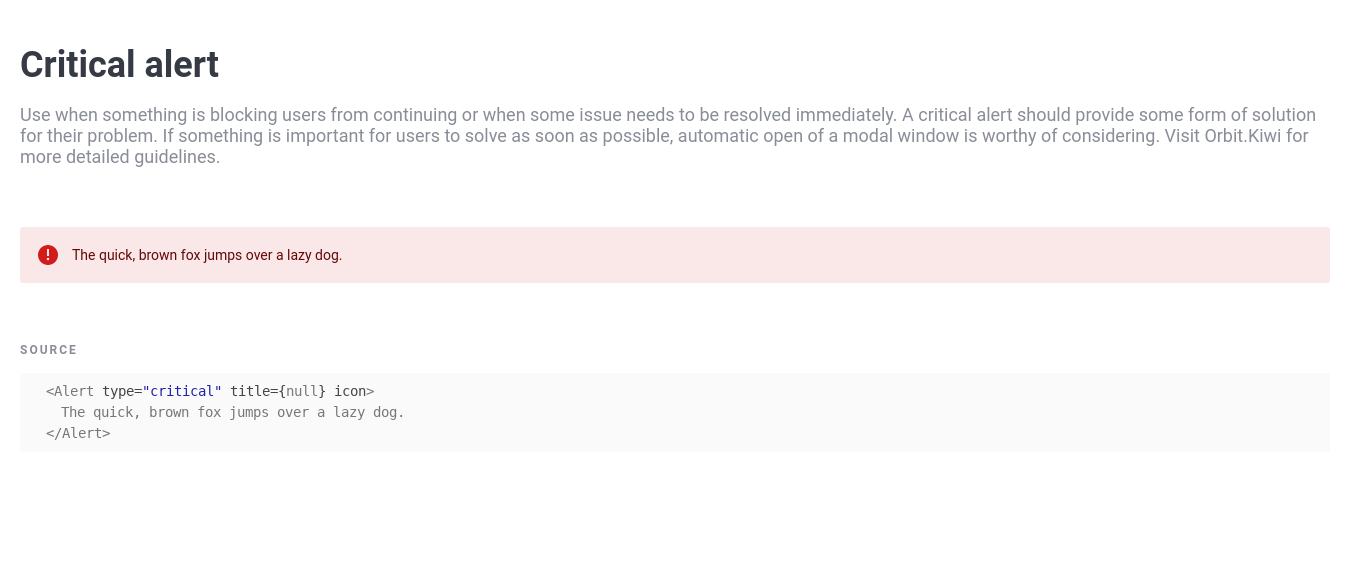 Critical alert
Use when something is blocking users from continuing or when some issue needs to be resolved immediately. A critical alert should provide some form of solution
for their problem. If something is important for users to solve as soon as possible, automatic open of a modal window is worthy of considering. Visit Orbit.Kiwi for
more detailed guidelines.
The quick, brown fox jumps over a lazy dog.
SOURCE
<Alert type="critical" title={null} icon>
  The quick, brown fox jumps over a lazy dog.
</Alert>